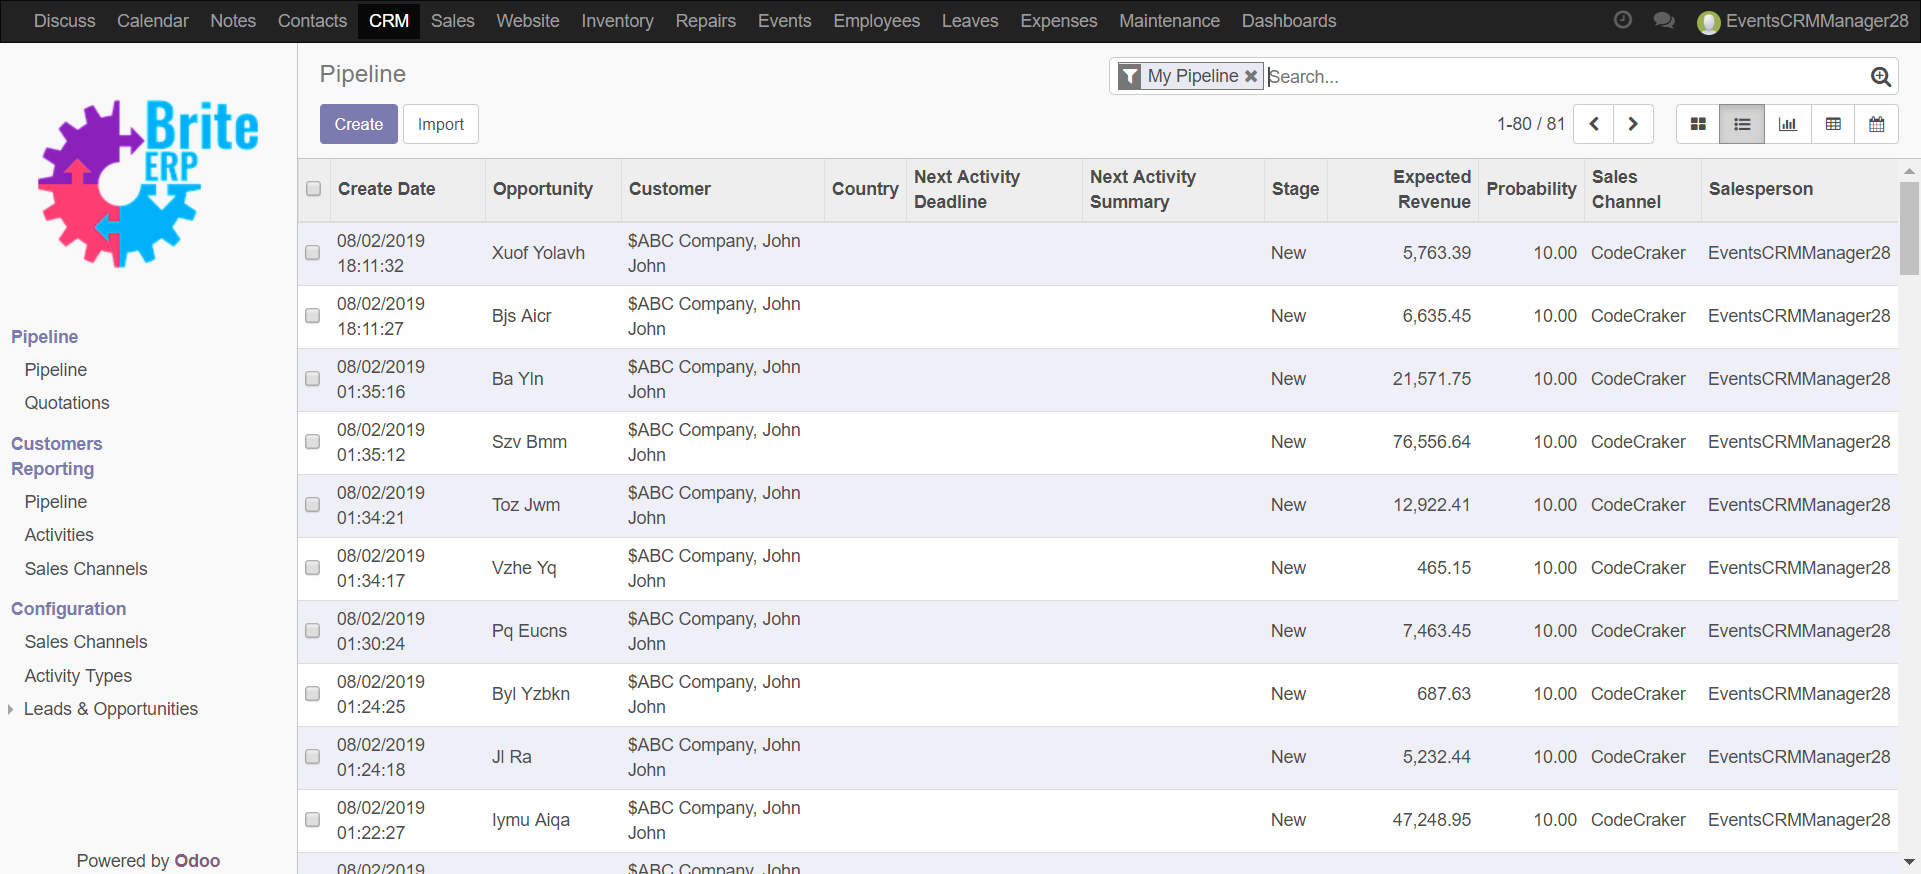 Discuss Calendar Notes Contacts CRM Sales Website Inventory Repairs Events Employees Leaves Expenses Maintenance Dashboards EventsCRMManager28
Brite
ERP
Pipeline
Pipeline
Quotations
Customers
Reporting
Pipeline
Activities
Sales Channels
Configuration
Sales Channels
Activity Types
Leads & Opportunities
Powered by Odoo
Pipeline
My Pipeline Search...
Create Import
1-80 / 81
Create Date Opportunity Customer Country Next Activity Deadline Next Activity Summary Stage Expected Revenue Probability Sales Channel Salesperson
08/02/2019 18:11:32 Xuof Yolavh $ABC Company, John John New 5,763.39 10.00 CodeCraker EventsCRMManager28
08/02/2019 18:11:27 Bjs Aicr $ABC Company, John John New 6,635.45 10.00 CodeCraker EventsCRMManager28
08/02/2019 01:35:16 Ba Yln $ABC Company, John John New 21,571.75 10.00 CodeCraker EventsCRMManager28
08/02/2019 01:35:12 Szv Bmm $ABC Company, John John New 76,556.64 10.00 CodeCraker EventsCRMManager28
08/02/2019 01:34:21 Toz Jwm $ABC Company, John John New 12,922.41 10.00 CodeCraker EventsCRMManager28
08/02/2019 01:34:17 Vzhe Yq $ABC Company, John John New 465.15 10.00 CodeCraker EventsCRMManager28
08/02/2019 01:30:24 Pq Eucns $ABC Company, John John New 7,463.45 10.00 CodeCraker EventsCRMManager28
08/02/2019 01:24:25 Byl Yzbkn $ABC Company, John John New 687.63 10.00 CodeCraker EventsCRMManager28
08/02/2019 01:24:18 Jl Ra $ABC Company, John John New 5,232.44 10.00 CodeCraker EventsCRMManager28
08/02/2019 01:22:27 Iymu Aiqa $ABC Company, John John New 47,248.95 10.00 CodeCraker EventsCRMManager28
08/02/2019 $ABC Company, John